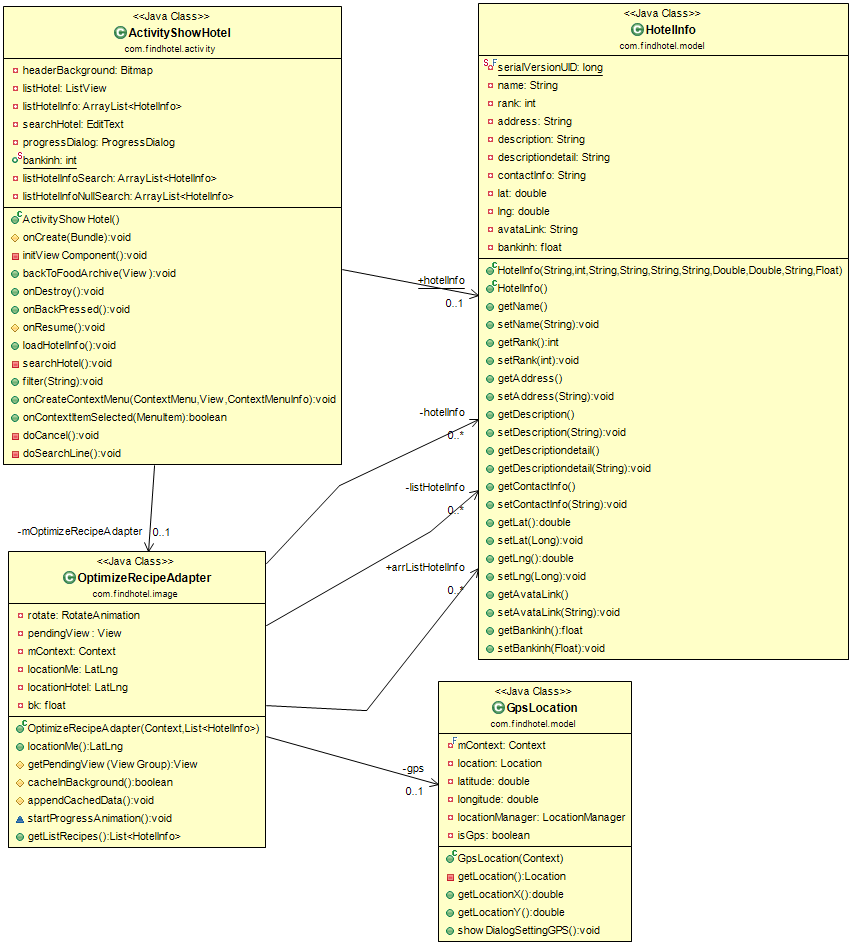 <<Java Class>>
ActivityShowHotel
com.findhotel.activity
headerBackground: Bitmap
listHotel: ListView
listHotelInfo: ArrayList<HotelInfo>
searchHotel: EditText
progressDialog: ProgressDialog
bankinh: int
listHotelInfoSearch: ArrayList<HotelInfo>
listHotelInfoNullSearch: ArrayList<HotelInfo>
ActivityShowHotel()
onCreate(Bundle):void
initViewComponent():void
backToFoodArchive(View):void
onDestroy():void
onBackPressed():void
onResume():void
loadHotelInfo():void
searchHotel():void
filter(String):void
onCreateContextMenu(ContextMenu,View,ContextMenuInfo):void
onContextItemSelected(MenuItem):boolean
doCancel():void
doSearchLine():void
<<Java Class>>
HotelInfo
com.findhotel.model
serialVersionUID: long
name: String
rank: int
address: String
description: String
descriptiondetail: String
contactInfo: String
lat: double
lng: double
avataLink: String
bankinh: float
HotelInfo(String,int,String,String,String,String,Double,Double,String,Float)
HotelInfo()
getName()
setName(String):void
getRank():int
setRank(int):void
getAddress()
setAddress(String):void
getDescription()
setDescription(String):void
getDescriptiondetail()
getDescriptiondetail(String):void
getContactInfo()
setContactInfo(String):void
getLat():double
setLat(Long):void
getLng():double
setLng(Long):void
getAvataLink()
setAvataLink(String):void
getBankinh():float
setBankinh(Float):void
+hotelInfo
0..1
-hotelInfo
0..*
-listHotelInfo
0..*
+arrListHotelInfo
0..*
-mOptimizeRecipeAdapter
0..1
<<Java Class>>
OptimizeRecipeAdapter
com.findhotel.image
rotate: RotateAnimation
pendingView: View
mContext: Context
locationMe: LatLng
locationHotel: LatLng
bk: float
OptimizeRecipeAdapter(Context,List<HotelInfo>)
locationMe():LatLng
getPendingView(ViewGroup):View
cacheInBackground():boolean
appendCachedData():void
startProgressAnimation():void
getListRecipes():List<HotelInfo>
-gps
0..1
<<Java Class>>
GpsLocation
com.findhotel.model
mContext: Context
location: Location
latitude: double
longitude: double
locationManager: LocationManager
isGps: boolean
GpsLocation(Context)
getLocation():Location
getLocationX():double
getLocationY():double
showDialogSettingGPS():void